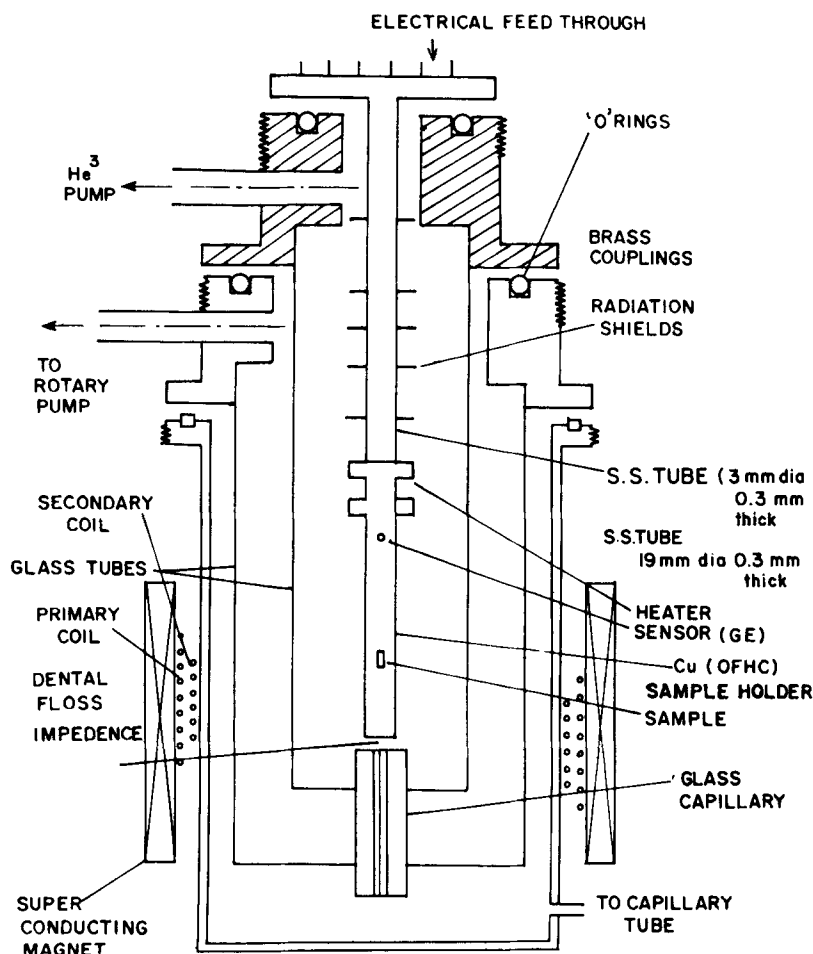 ELECTRICAL FEED THROUGH
'O'RINGS
He3
PUMP
BRASS
COUPLINGS
RADIATION
SHIELDS
TO
ROTARY
PUMP
S.S. TUBE (3 mm dia
0.3 mm
thick
SECONDARY
COIL
S.S.TUBE
19 mm dia 0.3 mm
thick
GLASS TUBES
HEATER
SENSOR (GE)
PRIMARY
COIL
Cu (OFHC)
SAMPLE HOLDER
DENTAL
FLOSS
IMPEDENCE
SAMPLE
GLASS
CAPILLARY
SUPER
CONDUCTING
MAGNET
TO CAPILLARY
TUBE